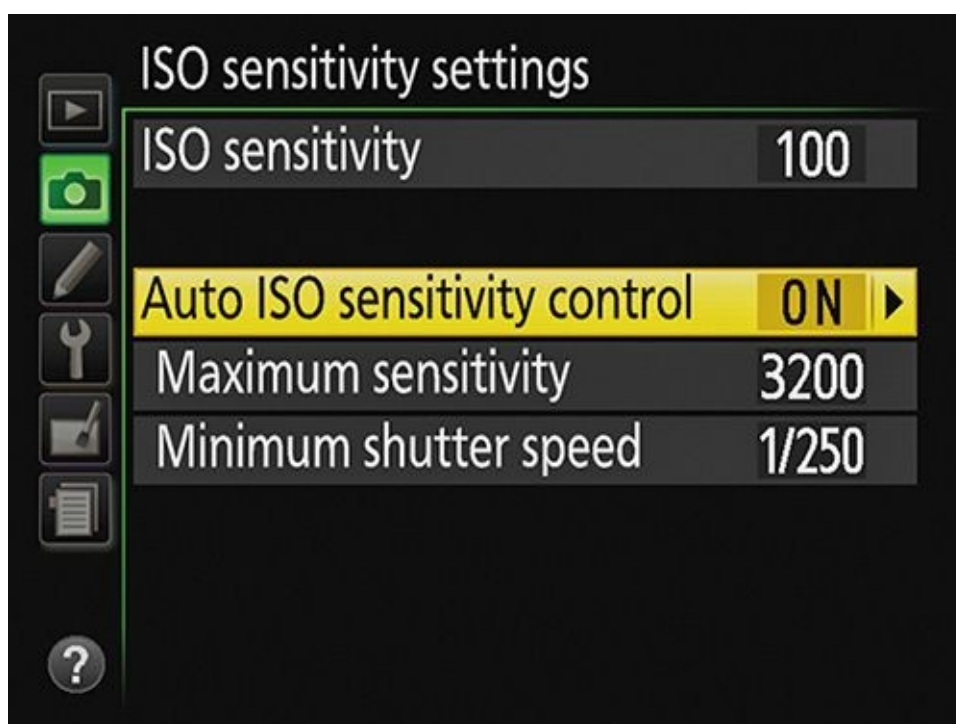 ISO sensitivity settings
ISO sensitivity 100
Auto ISO sensitivity control ON
Maximum sensitivity 3200
Minimum shutter speed 1/250
?